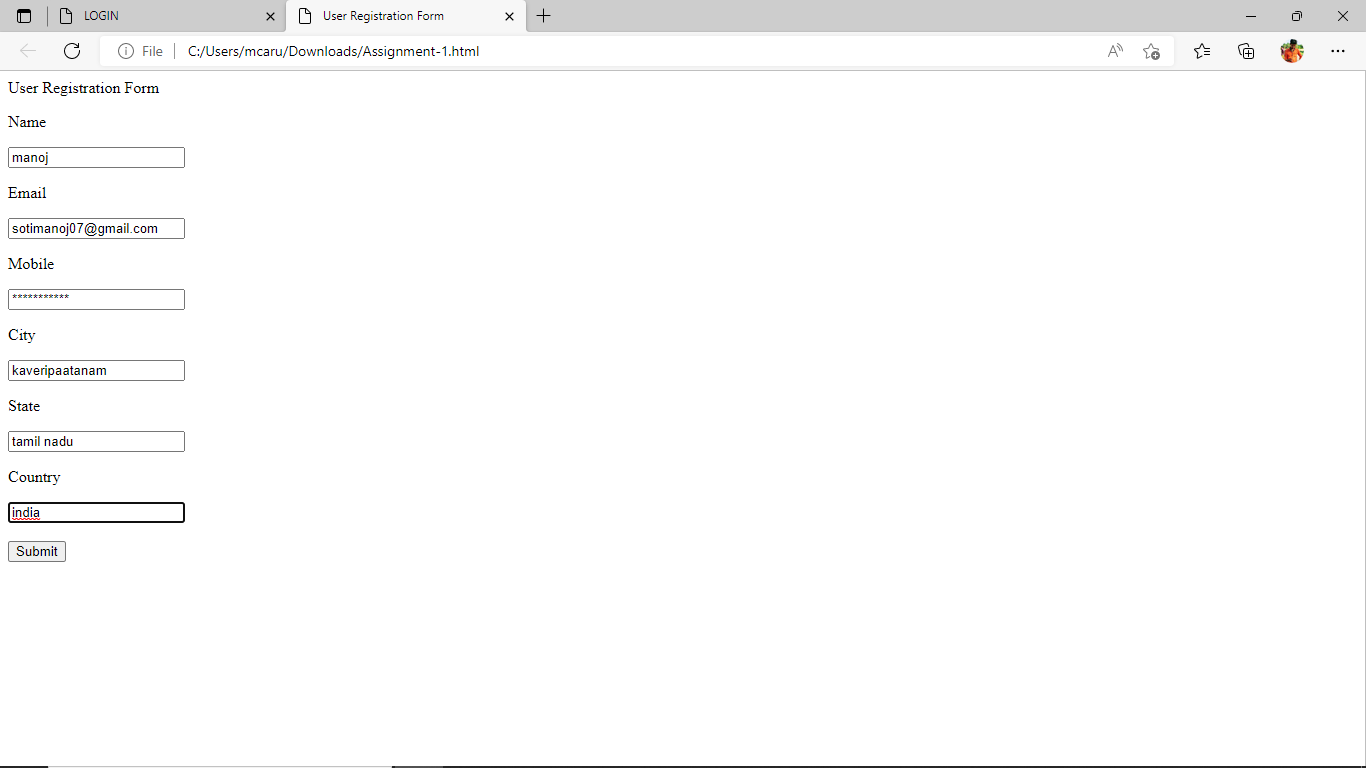 LOGIN
User Registration Form
File
C:/Users/mcaru/Downloads/Assignment-1.html
User Registration Form
Name
manoj
Email
sotimanoj07@gmail.com
Mobile
***********
City
kaveripaatanam
State
tamil nadu
Country
india
Submit